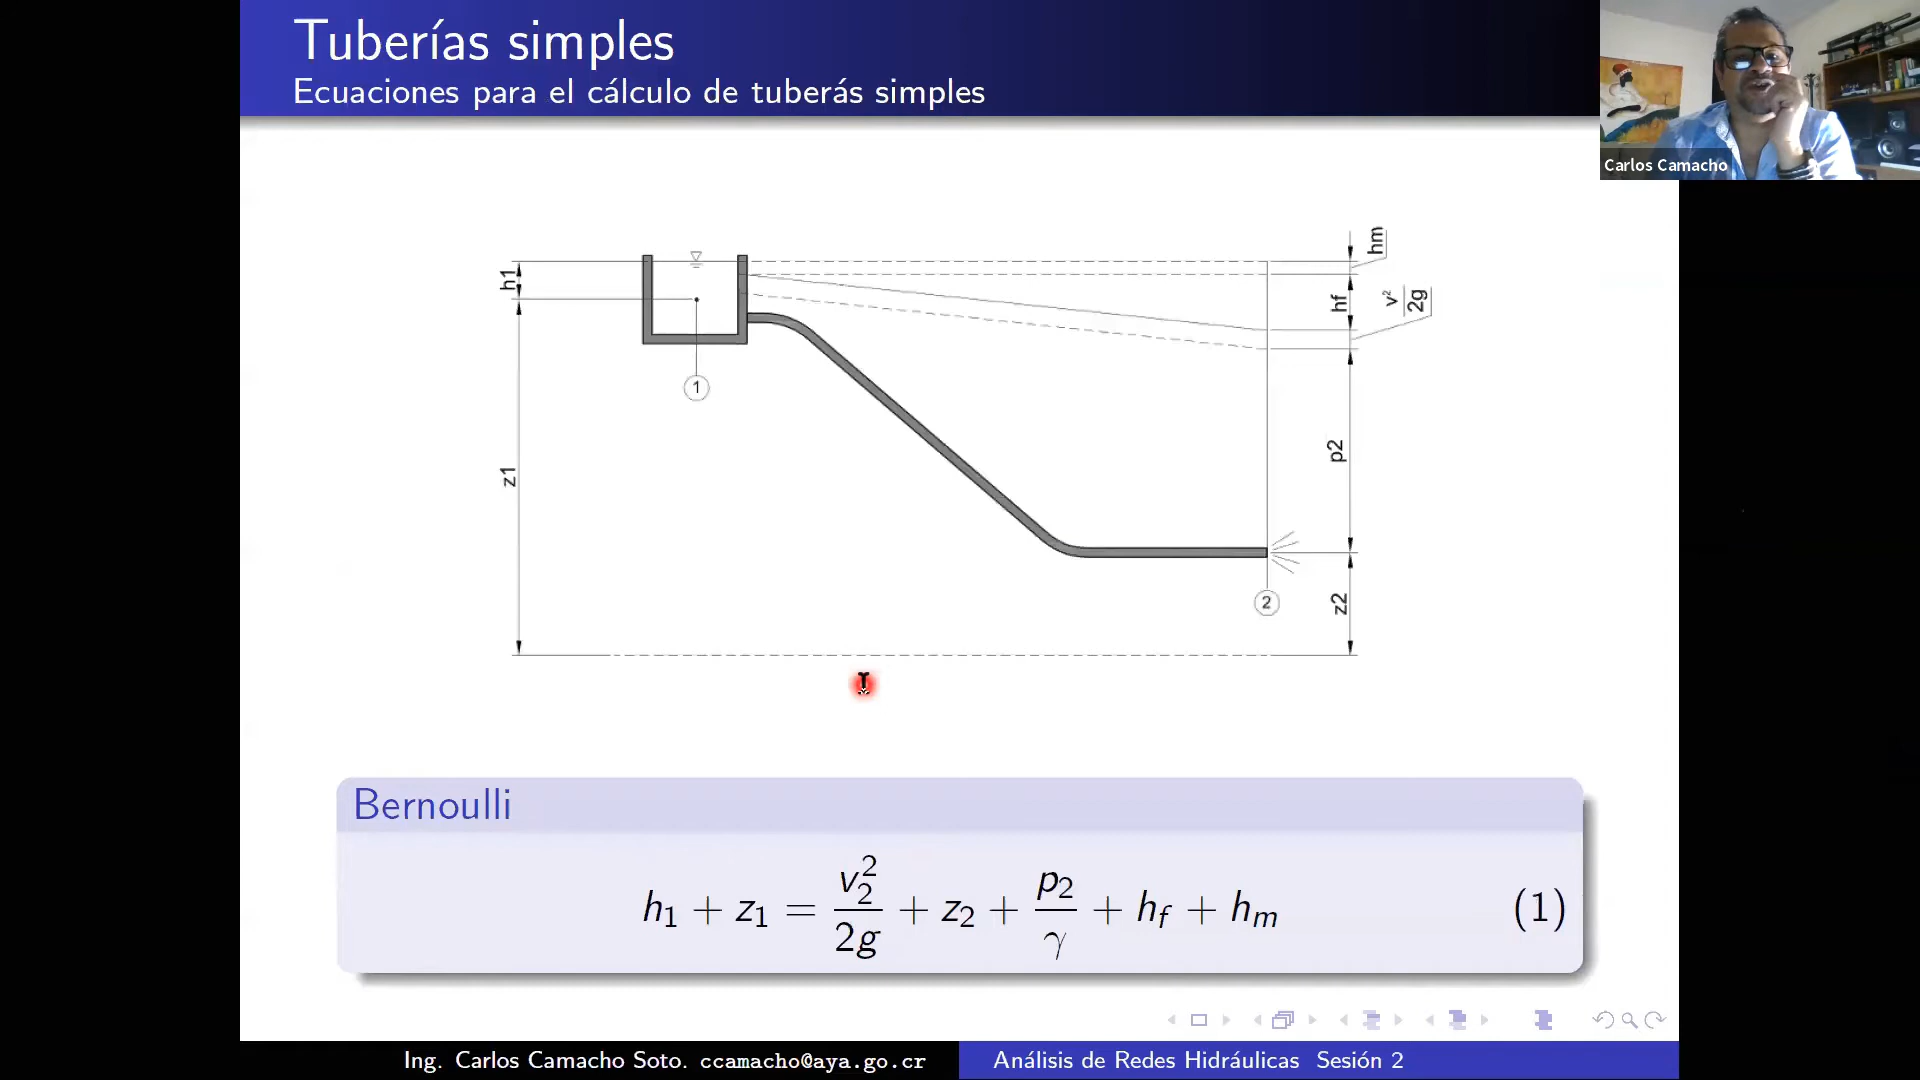 Tuberías simples
Ecuaciones para el cálculo de tuberás simples
Carlos Camacho
h1
z1
1
2
hm
hf
v²
2g
p2
z2
Bernoulli
h₁ + z₁ = v₂²/2g + z₂ + p₂/γ + h_f + h_m (1)
Ing. Carlos Camacho Soto. ccamacho@aya.go.cr
Análisis de Redes Hidráulicas Sesión 2